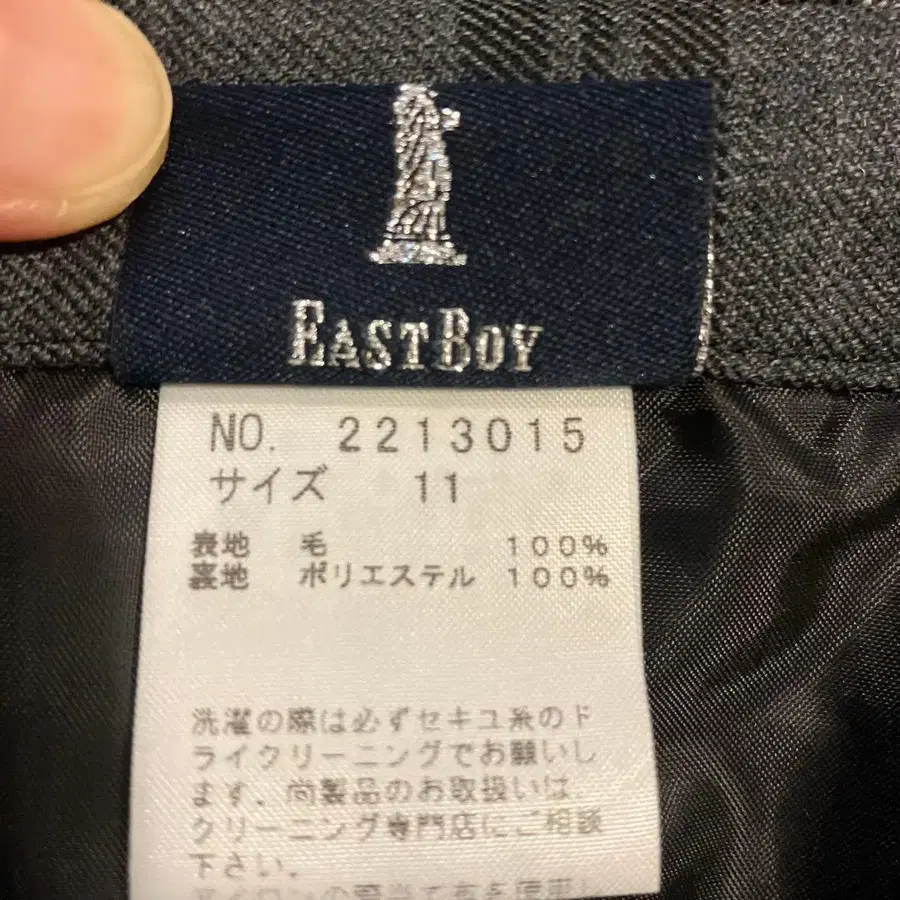 EAST BOY
NO. 2213015
サイズ 11
表地 毛 100%
裏地 ポリエステル 100%
洗濯の際は必ずセキユ系のド
ライクリーニングでお願いし
ます．尚製品のお取扱いは，
クリーニング専門店にご相談
下さい．